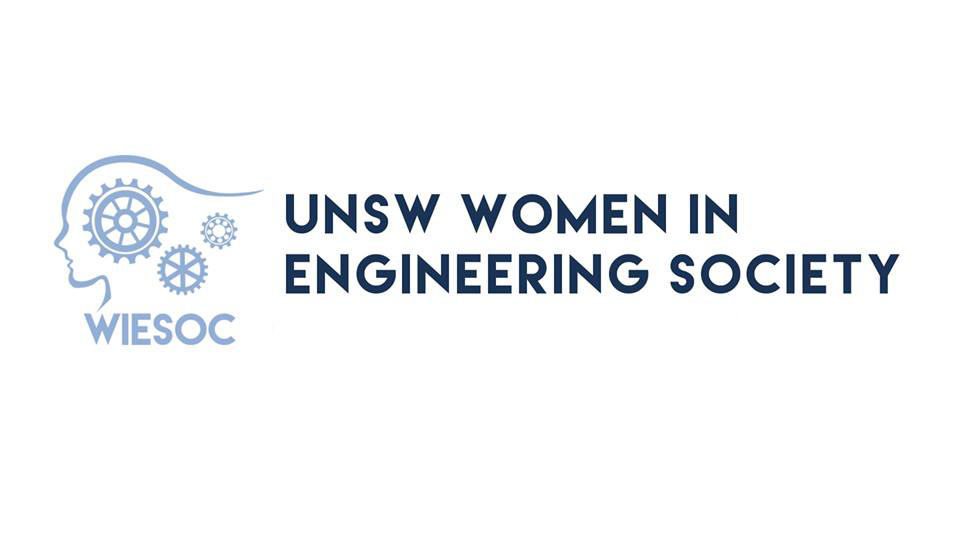 UNSW WOMEN IN
ENGINEERING SOCIETY
WIESOC